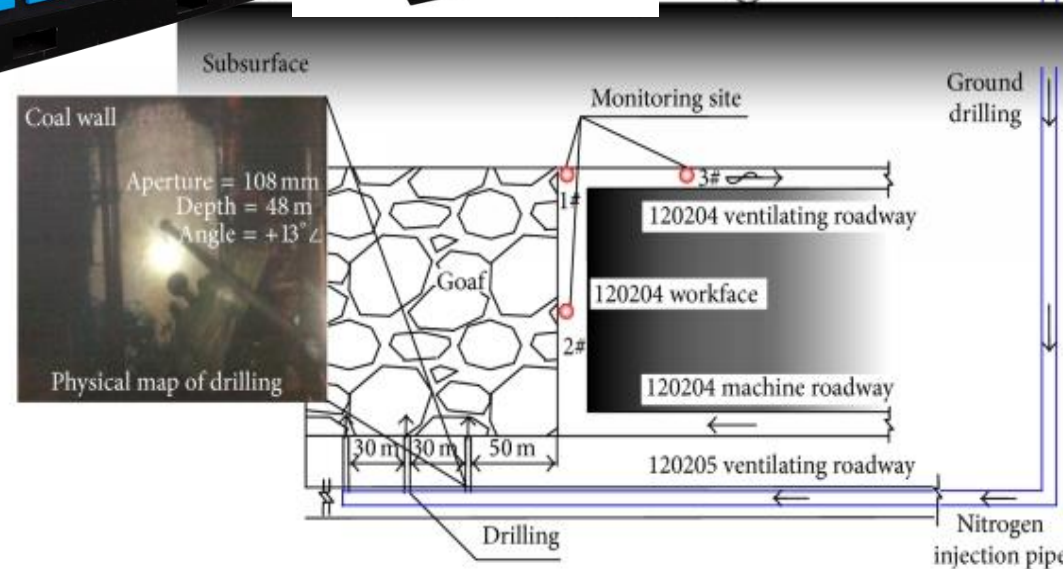 Subsurface
Ground
drilling
Monitoring site
Coal wall
Aperture = 108 mm
Depth = 48 m
Angle = +13°∠
Physical map of drilling
1#
3#
120204 ventilating roadway
Goaf
120204 workface
2#
120204 machine roadway
30 m
30 m
50 m
120205 ventilating roadway
Drilling
Nitrogen
injection pipe